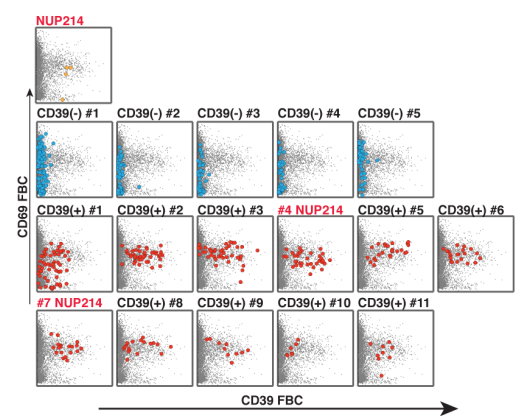 NUP214
CD39(-) #1 CD39(-) #2 CD39(-) #3 CD39(-) #4 CD39(-) #5
CD69 FBC
CD39(+) #1 CD39(+) #2 CD39(+) #3 #4 NUP214 CD39(+) #5 CD39(+) #6
#7 NUP214 CD39(+) #8 CD39(+) #9 CD39(+) #10 CD39(+) #11
CD39 FBC